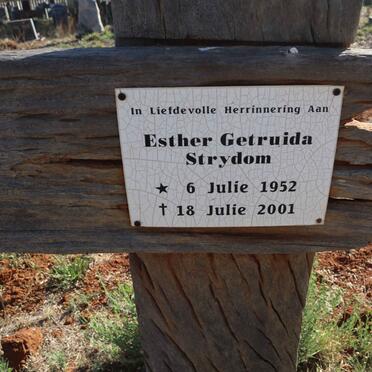 In Liefdevolle Herrinnering Aan
Esther Getruida
Strydom
★ 6 Julie 1952
† 18 Julie 2001